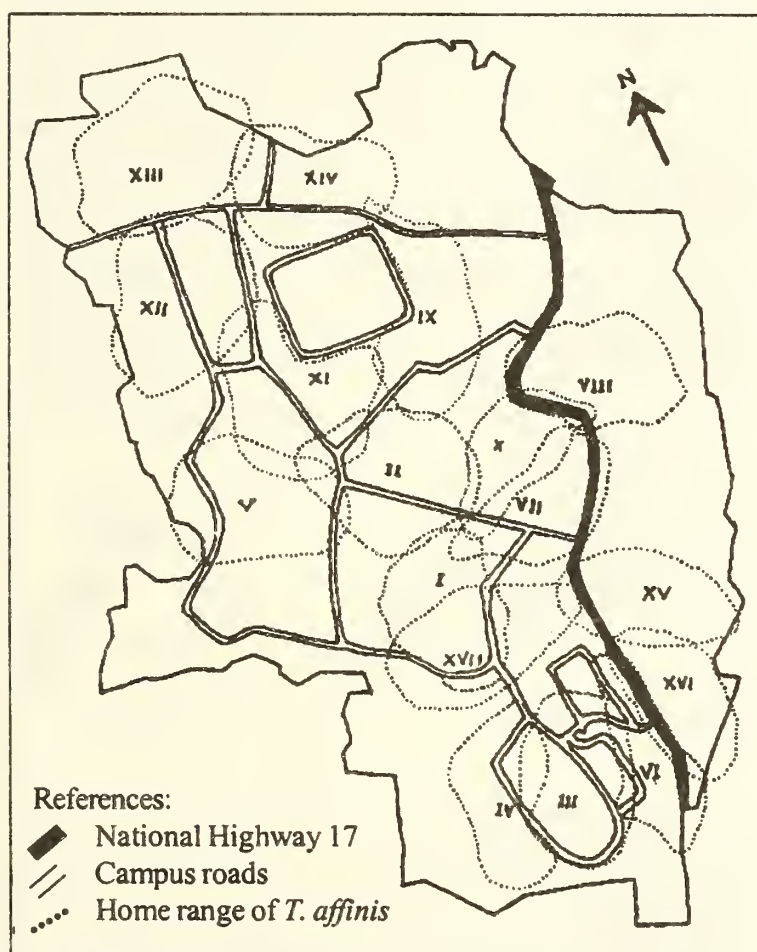 N
XIII
XIV
XII
IX
XI
VIII
X
II
V
VII
I
XV
XVII
XVI
VI
IV
III
References:
National Highway 17
Campus roads
Home range of T. affinis